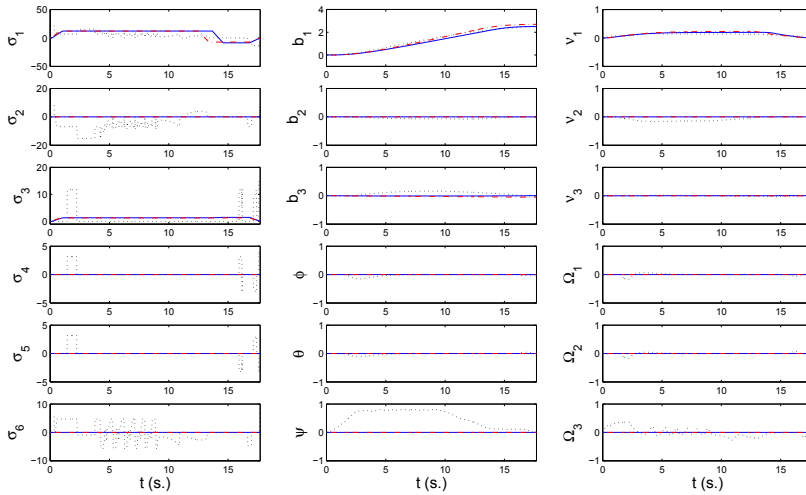 σ1 50 0 −50 0 5 10 15
b1 4 2 0 0 5 10 15
ν1 1 0 −1 0 5 10 15
σ2 20 0 −20 0 5 10 15
b2 1 0 −1 0 5 10 15
ν2 1 0 −1 0 5 10 15
σ3 20 10 0 0 5 10 15
b3 1 0 −1 0 5 10 15
ν3 1 0 −1 0 5 10 15
σ4 5 0 −5 0 5 10 15
ϕ 1 0 −1 0 5 10 15
Ω1 1 0 −1 0 5 10 15
σ5 5 0 −5 0 5 10 15
θ 1 0 −1 0 5 10 15
Ω2 1 0 −1 0 5 10 15
σ6 10 0 −10 0 5 10 15
ψ 1 0 −1 0 5 10 15
Ω3 1 0 −1 0 5 10 15
t (s.) t (s.) t (s.)